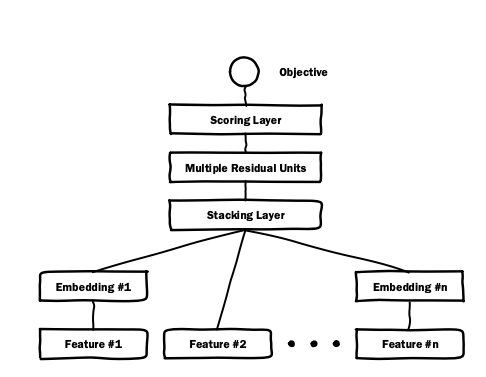 Objective
Scoring Layer
Multiple Residual Units
Stacking Layer
Embedding #1
Embedding #n
Feature #1
Feature #2
Feature #n